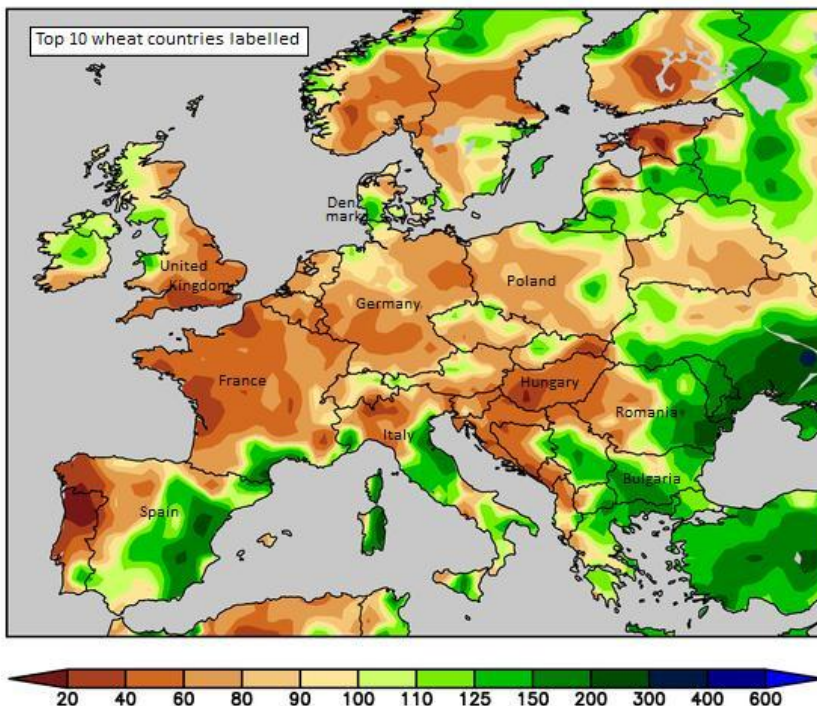 Top 10 wheat countries labelled
Den
mark
United
Kingdom
Poland
Germany
France
Hungary
Romania
Italy
Bulgaria
Spain
20 40 60 80 90 100 110 125 150 200 300 400 600